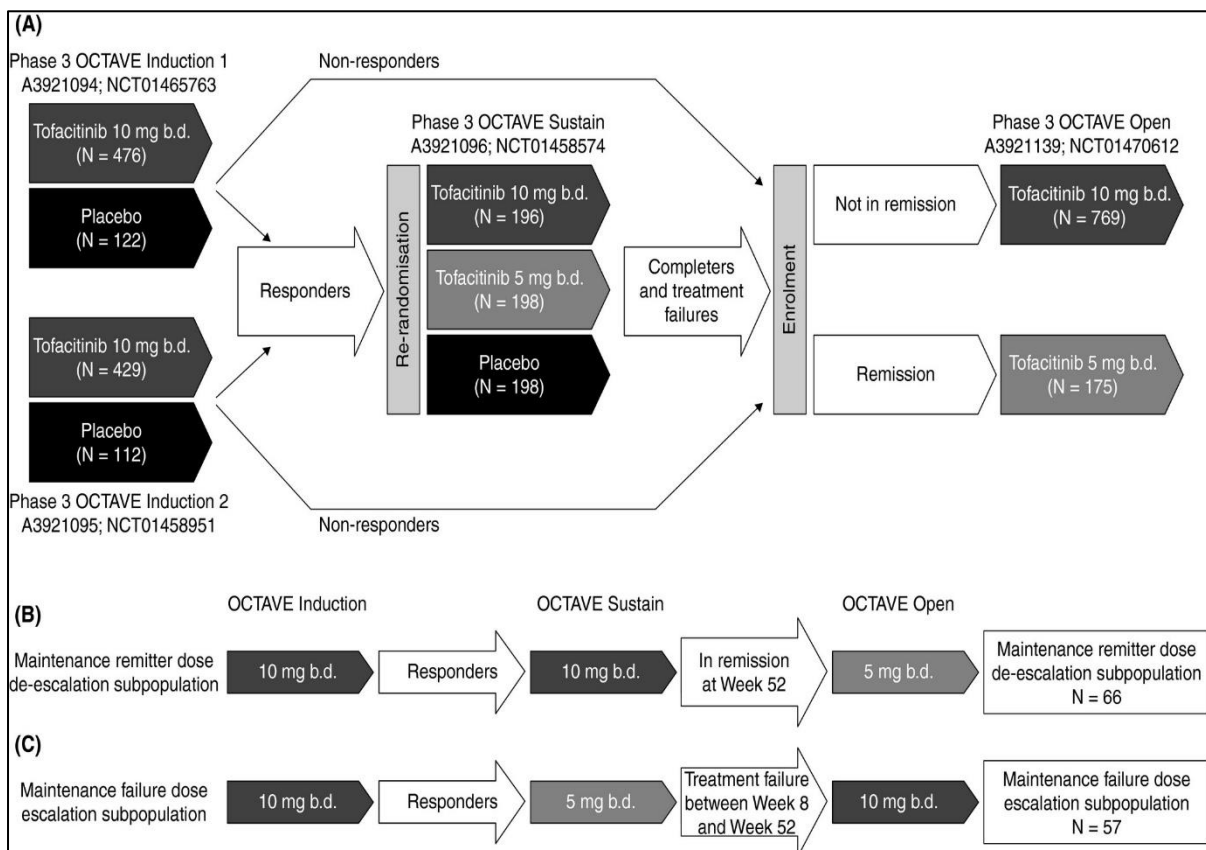 (A)
Phase 3 OCTAVE Induction 1
A3921094; NCT01465763
Non-responders
Tofacitinib 10 mg b.d.
(N = 476)
Placebo
(N = 122)
Phase 3 OCTAVE Sustain
A3921096; NCT01458574
Phase 3 OCTAVE Open
A3921139; NCT01470612
Responders
Re-randomisation
Tofacitinib 10 mg b.d.
(N = 196)
Tofacitinib 5 mg b.d.
(N = 198)
Placebo
(N = 198)
Completers
and treatment
failures
Enrolment
Not in remission
Tofacitinib 10 mg b.d.
(N = 769)
Remission
Tofacitinib 5 mg b.d.
(N = 175)
Tofacitinib 10 mg b.d.
(N = 429)
Placebo
(N = 112)
Phase 3 OCTAVE Induction 2
A3921095; NCT01458951
Non-responders
OCTAVE Induction
OCTAVE Sustain
OCTAVE Open
(B)
Maintenance remitter dose
de-escalation subpopulation
10 mg b.d.
Responders
10 mg b.d.
In remission
at Week 52
5 mg b.d.
Maintenance remitter dose
de-escalation subpopulation
N = 66
(C)
Maintenance failure dose
escalation subpopulation
10 mg b.d.
Responders
5 mg b.d.
Treatment failure
between Week 8
and Week 52
10 mg b.d.
Maintenance failure dose
escalation subpopulation
N = 57